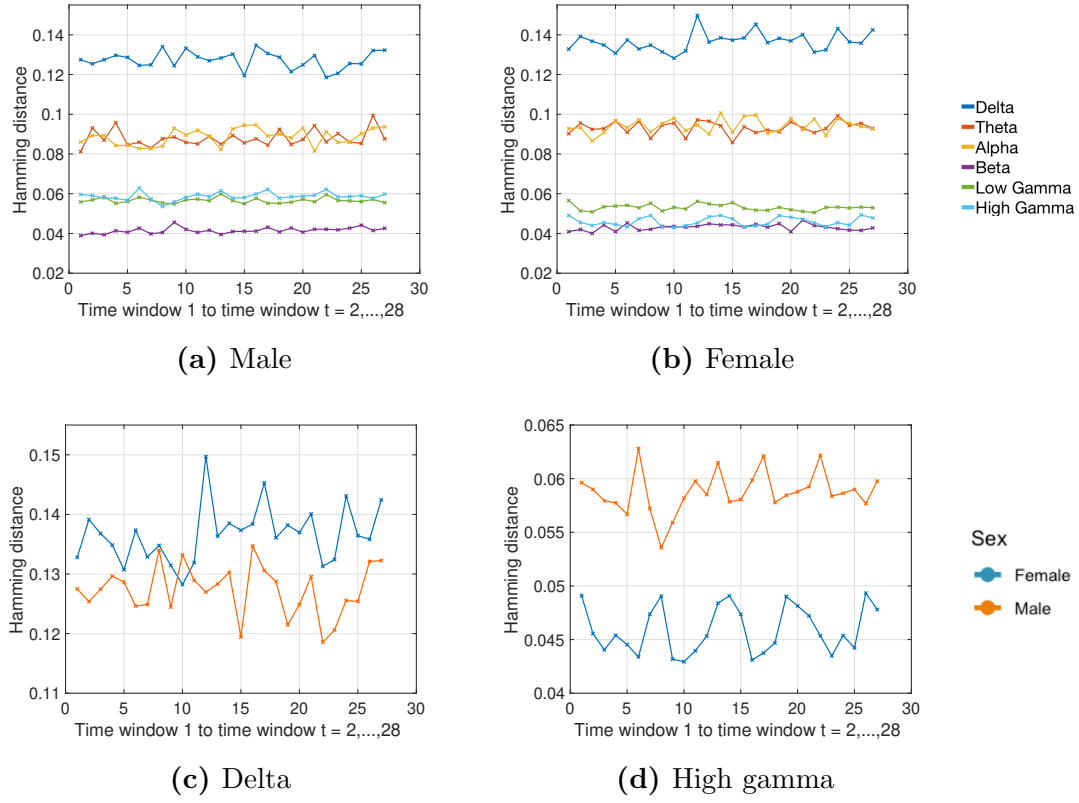 0.14
0.12
0.1
0.08
0.06
0.04
0.02
Hamming distance
0 5 10 15 20 25 30
Time window 1 to time window t = 2,...,28
(a) Male
0.14
0.12
0.1
0.08
0.06
0.04
0.02
Hamming distance
0 5 10 15 20 25 30
Time window 1 to time window t = 2,...,28
(b) Female
Delta
Theta
Alpha
Beta
Low Gamma
High Gamma
0.15
0.14
0.13
0.12
0.11
Hamming distance
0 5 10 15 20 25 30
Time window 1 to time window t = 2,...,28
(c) Delta
0.065
0.06
0.055
0.05
0.045
0.04
Hamming distance
0 5 10 15 20 25 30
Time window 1 to time window t = 2,...,28
(d) High gamma
Sex
Female
Male